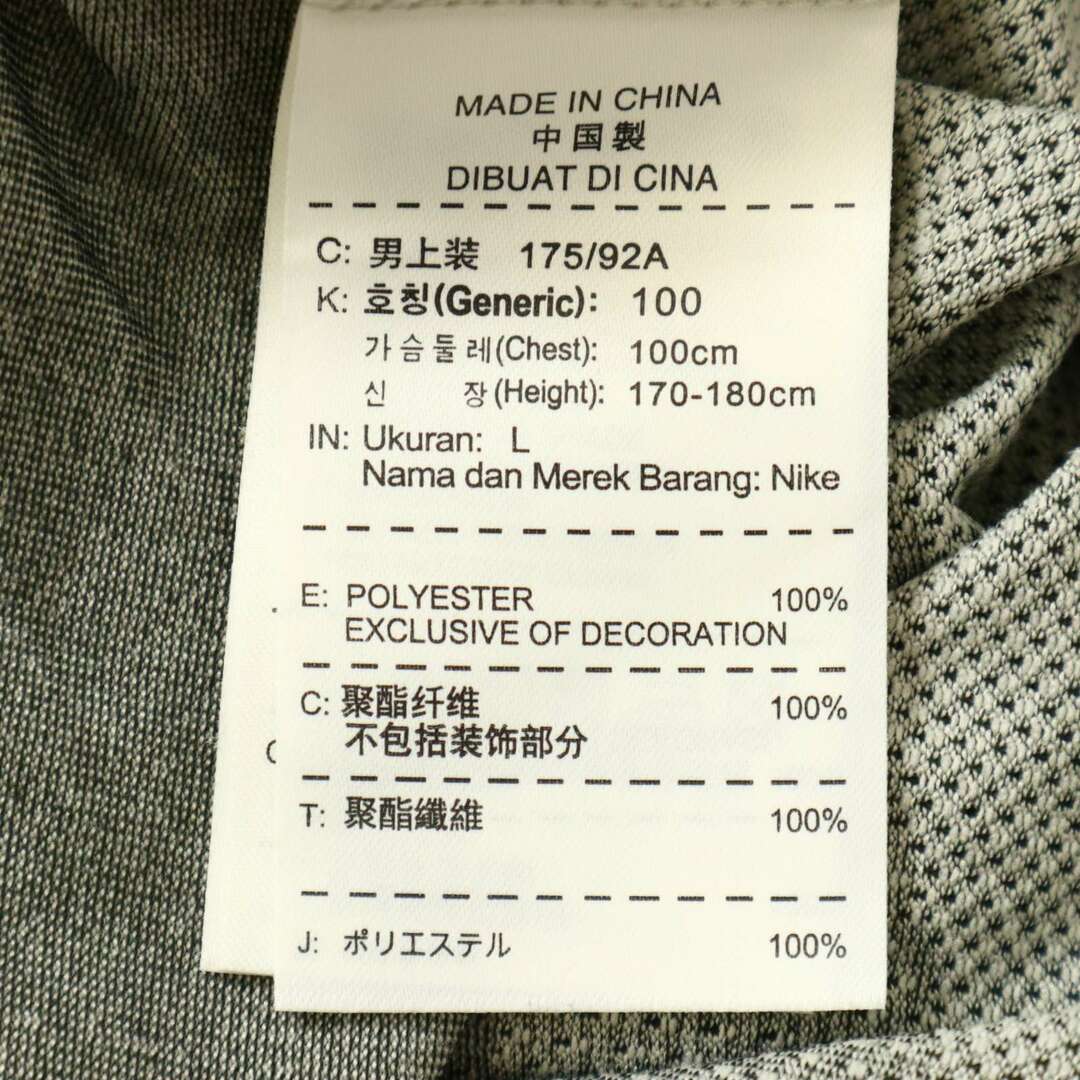 MADE IN CHINA
中国製
DIBUAT DI CINA
C: 男上装 175/92A
K: 호칭(Generic): 100
가슴둘레(Chest): 100cm
신 장(Height): 170-180cm
IN: Ukuran: L
Nama dan Merek Barang: Nike
E: POLYESTER 100%
EXCLUSIVE OF DECORATION
C: 聚酯纤维 100%
不包括装饰部分
T: 聚酯纖維 100%
J: ポリエステル 100%